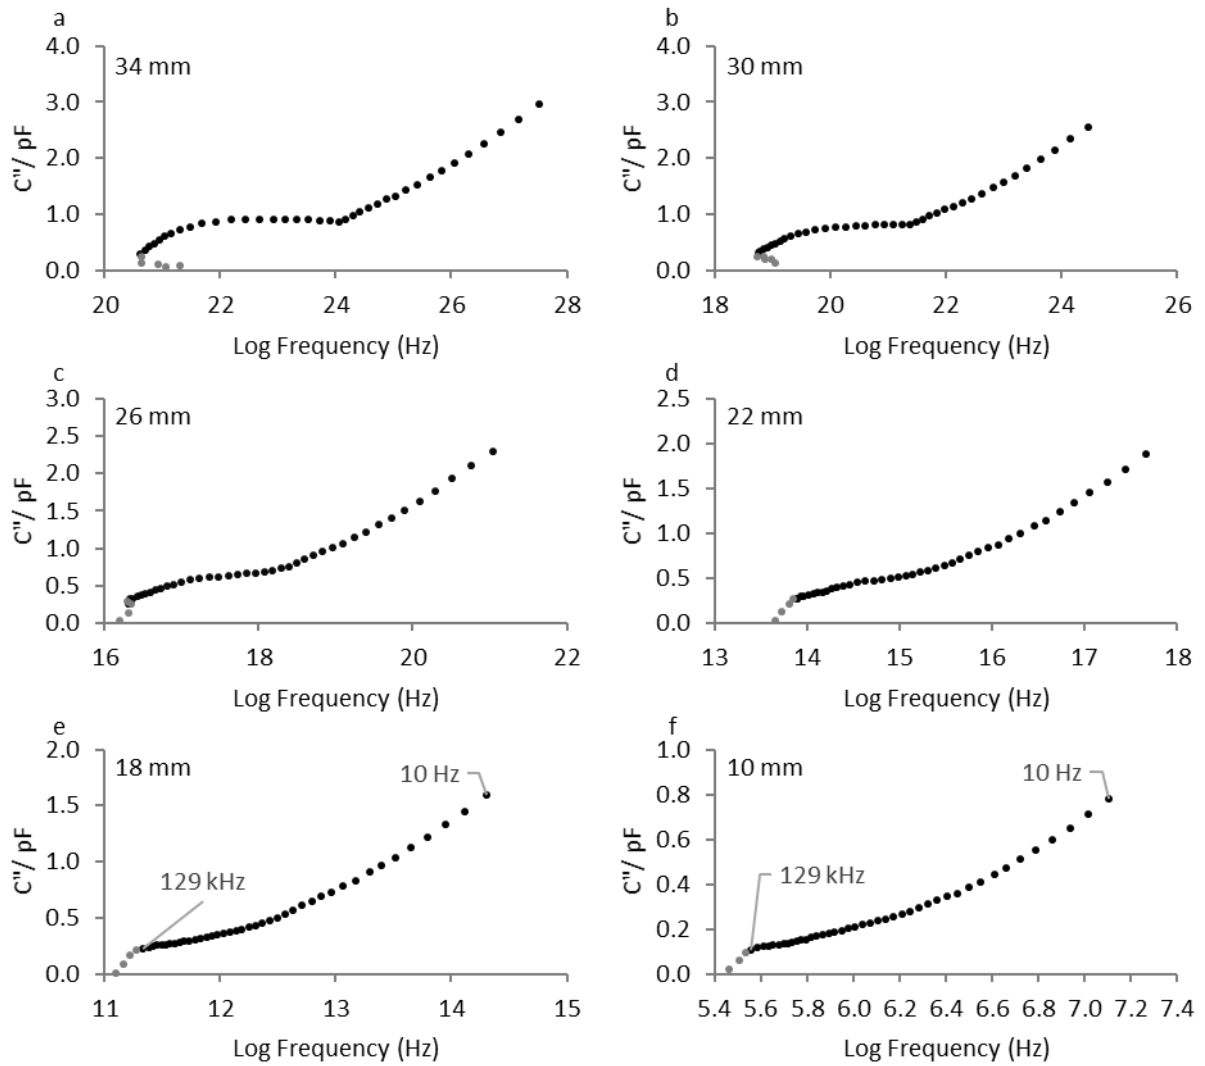 a
4.0
34 mm
3.0
2.0
1.0
0.0
C"/ pF
20 22 24 26 28
Log Frequency (Hz)
b
4.0
30 mm
3.0
2.0
1.0
0.0
C"/ pF
18 20 22 24 26
Log Frequency (Hz)
c
3.0
26 mm
2.5
2.0
1.5
1.0
0.5
0.0
C"/ pF
16 18 20 22
Log Frequency (Hz)
d
2.5
22 mm
2.0
1.5
1.0
0.5
0.0
C"/ pF
13 14 15 16 17 18
Log Frequency (Hz)
e
2.0
18 mm
10 Hz
1.5
1.0
129 kHz
0.5
0.0
C"/ pF
11 12 13 14 15
Log Frequency (Hz)
f
1.0
10 mm
10 Hz
0.8
0.6
129 kHz
0.4
0.2
0.0
C"/ pF
5.4 5.6 5.8 6.0 6.2 6.4 6.6 6.8 7.0 7.2 7.4
Log Frequency (Hz)